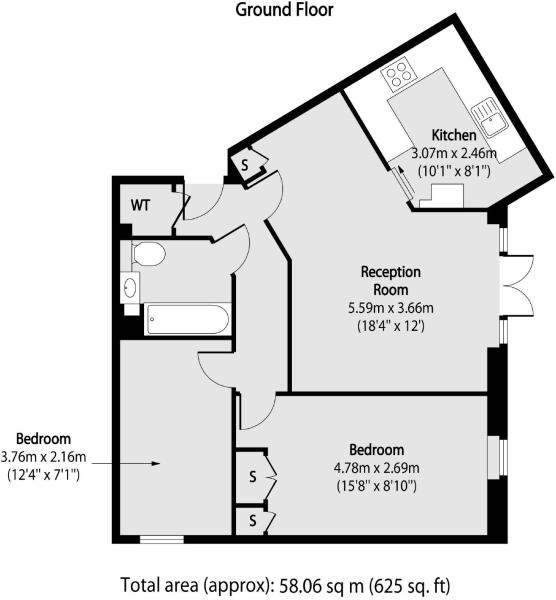 Ground Floor
Kitchen
3.07m x 2.46m
(10'1" x 8'1")
S
WT
Reception
Room
5.59m x 3.66m
(18'4" x 12')
Bedroom
3.76m x 2.16m
(12'4" x 7'1")
Bedroom
4.78m x 2.69m
(15'8" x 8'10")
S
S
Total area (approx): 58.06 sq m (625 sq. ft)